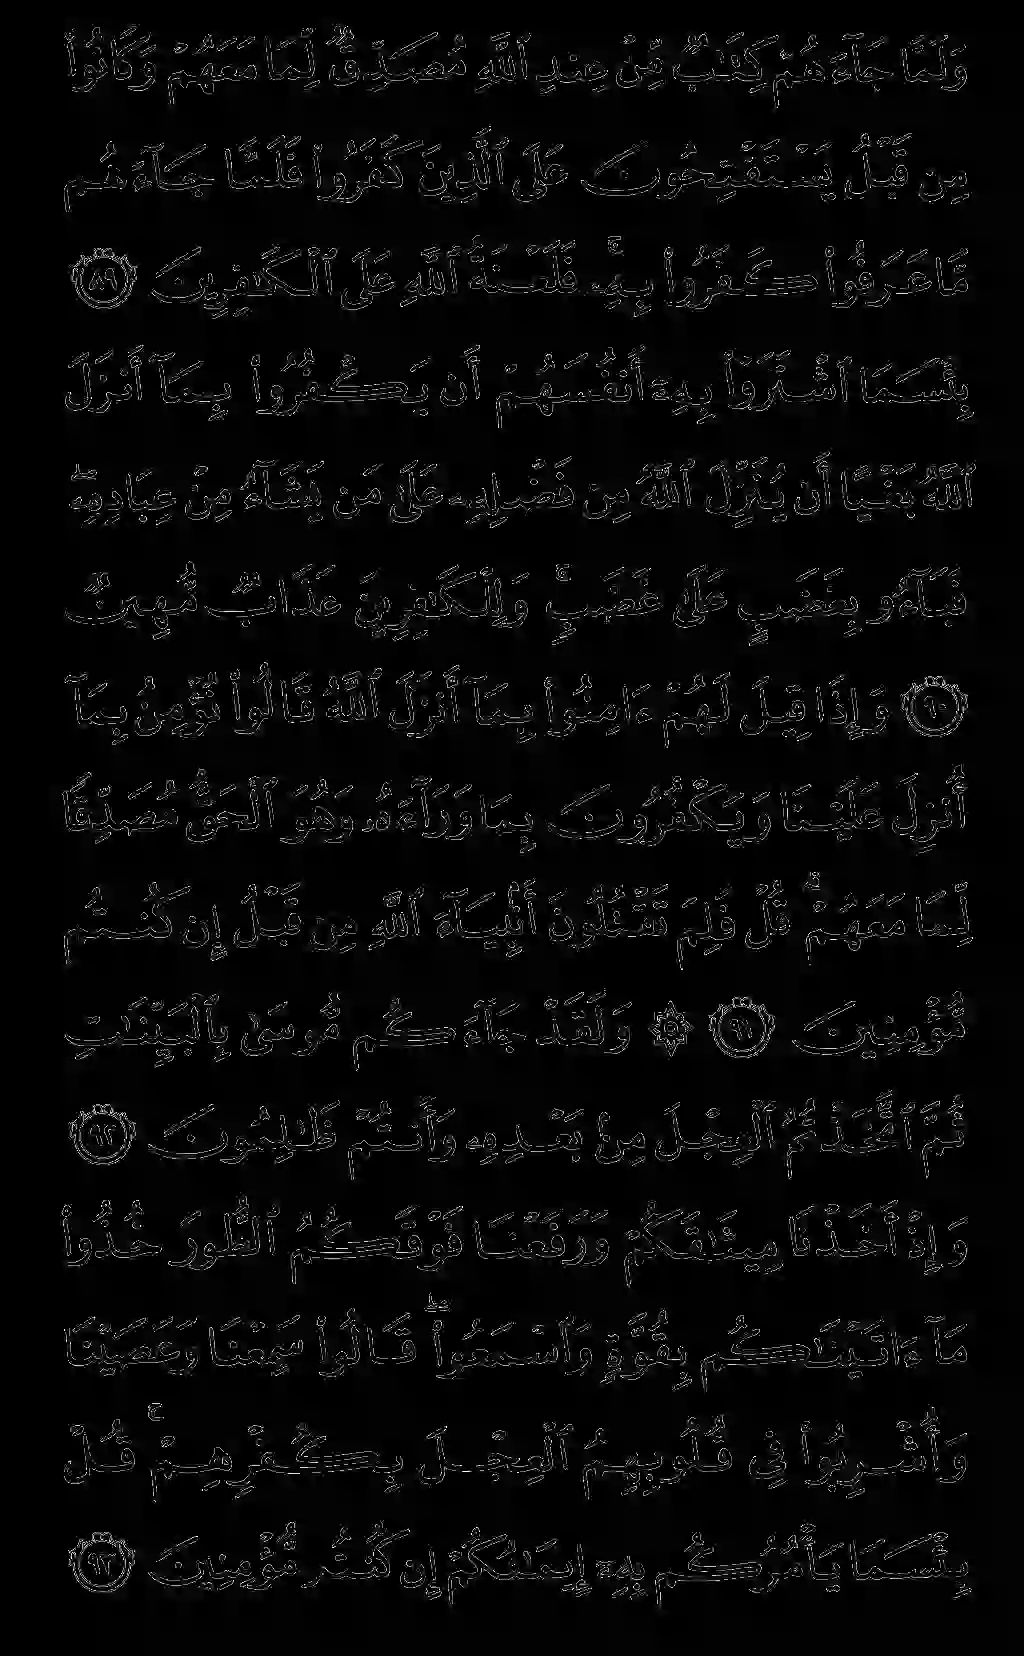 وَلَمَّا جَآءَهُمْ كِتَٰبٌ مِّنْ عِندِ ٱللَّهِ مُصَدِّقٌ لِّمَا مَعَهُمْ وَكَانُوا۟
مِن قَبْلُ يَسْتَفْتِحُونَ عَلَى ٱلَّذِينَ كَفَرُوا۟ فَلَمَّا جَآءَهُم
مَّا عَرَفُوا۟ كَفَرُوا۟ بِهِۦ ۚ فَلَعْنَةُ ٱللَّهِ عَلَى ٱلْكَٰفِرِينَ ٨٩
بِئْسَمَا ٱشْتَرَوْا۟ بِهِۦٓ أَنفُسَهُمْ أَن يَكْفُرُوا۟ بِمَآ أَنزَلَ
ٱللَّهُ بَغْيًا أَن يُنَزِّلَ ٱللَّهُ مِن فَضْلِهِۦ عَلَىٰ مَن يَشَآءُ مِنْ عِبَادِهِۦ ۖ
فَبَآءُو بِغَضَبٍ عَلَىٰ غَضَبٍ ۚ وَلِلْكَٰفِرِينَ عَذَابٌ مُّهِينٌ
٩٠ وَإِذَا قِيلَ لَهُمْ ءَامِنُوا۟ بِمَآ أَنزَلَ ٱللَّهُ قَالُوا۟ نُؤْمِنُ بِمَآ
أُنزِلَ عَلَيْنَا وَيَكْفُرُونَ بِمَا وَرَآءَهُۥ وَهُوَ ٱلْحَقُّ مُصَدِّقًا
لِّمَا مَعَهُمْ ۗ قُلْ فَلِمَ تَقْتُلُونَ أَنۢبِيَآءَ ٱللَّهِ مِن قَبْلُ إِن كُنتُم
مُّؤْمِنِينَ ٩١ ۞ وَلَقَدْ جَآءَكُم مُّوسَىٰ بِٱلْبَيِّنَٰتِ
ثُمَّ ٱتَّخَذْتُمُ ٱلْعِجْلَ مِنۢ بَعْدِهِۦ وَأَنتُمْ ظَٰلِمُونَ ٩٢
وَإِذْ أَخَذْنَا مِيثَٰقَكُمْ وَرَفَعْنَا فَوْقَكُمُ ٱلطُّورَ خُذُوا۟
مَآ ءَاتَيْنَٰكُم بِقُوَّةٍ وَٱسْمَعُوا۟ ۖ قَالُوا۟ سَمِعْنَا وَعَصَيْنَا
وَأُشْرِبُوا۟ فِى قُلُوبِهِمُ ٱلْعِجْلَ بِكُفْرِهِمْ ۚ قُلْ
بِئْسَمَا يَأْمُرُكُم بِهِۦٓ إِيمَٰنُكُمْ إِن كُنتُم مُّؤْمِنِينَ ٩٣